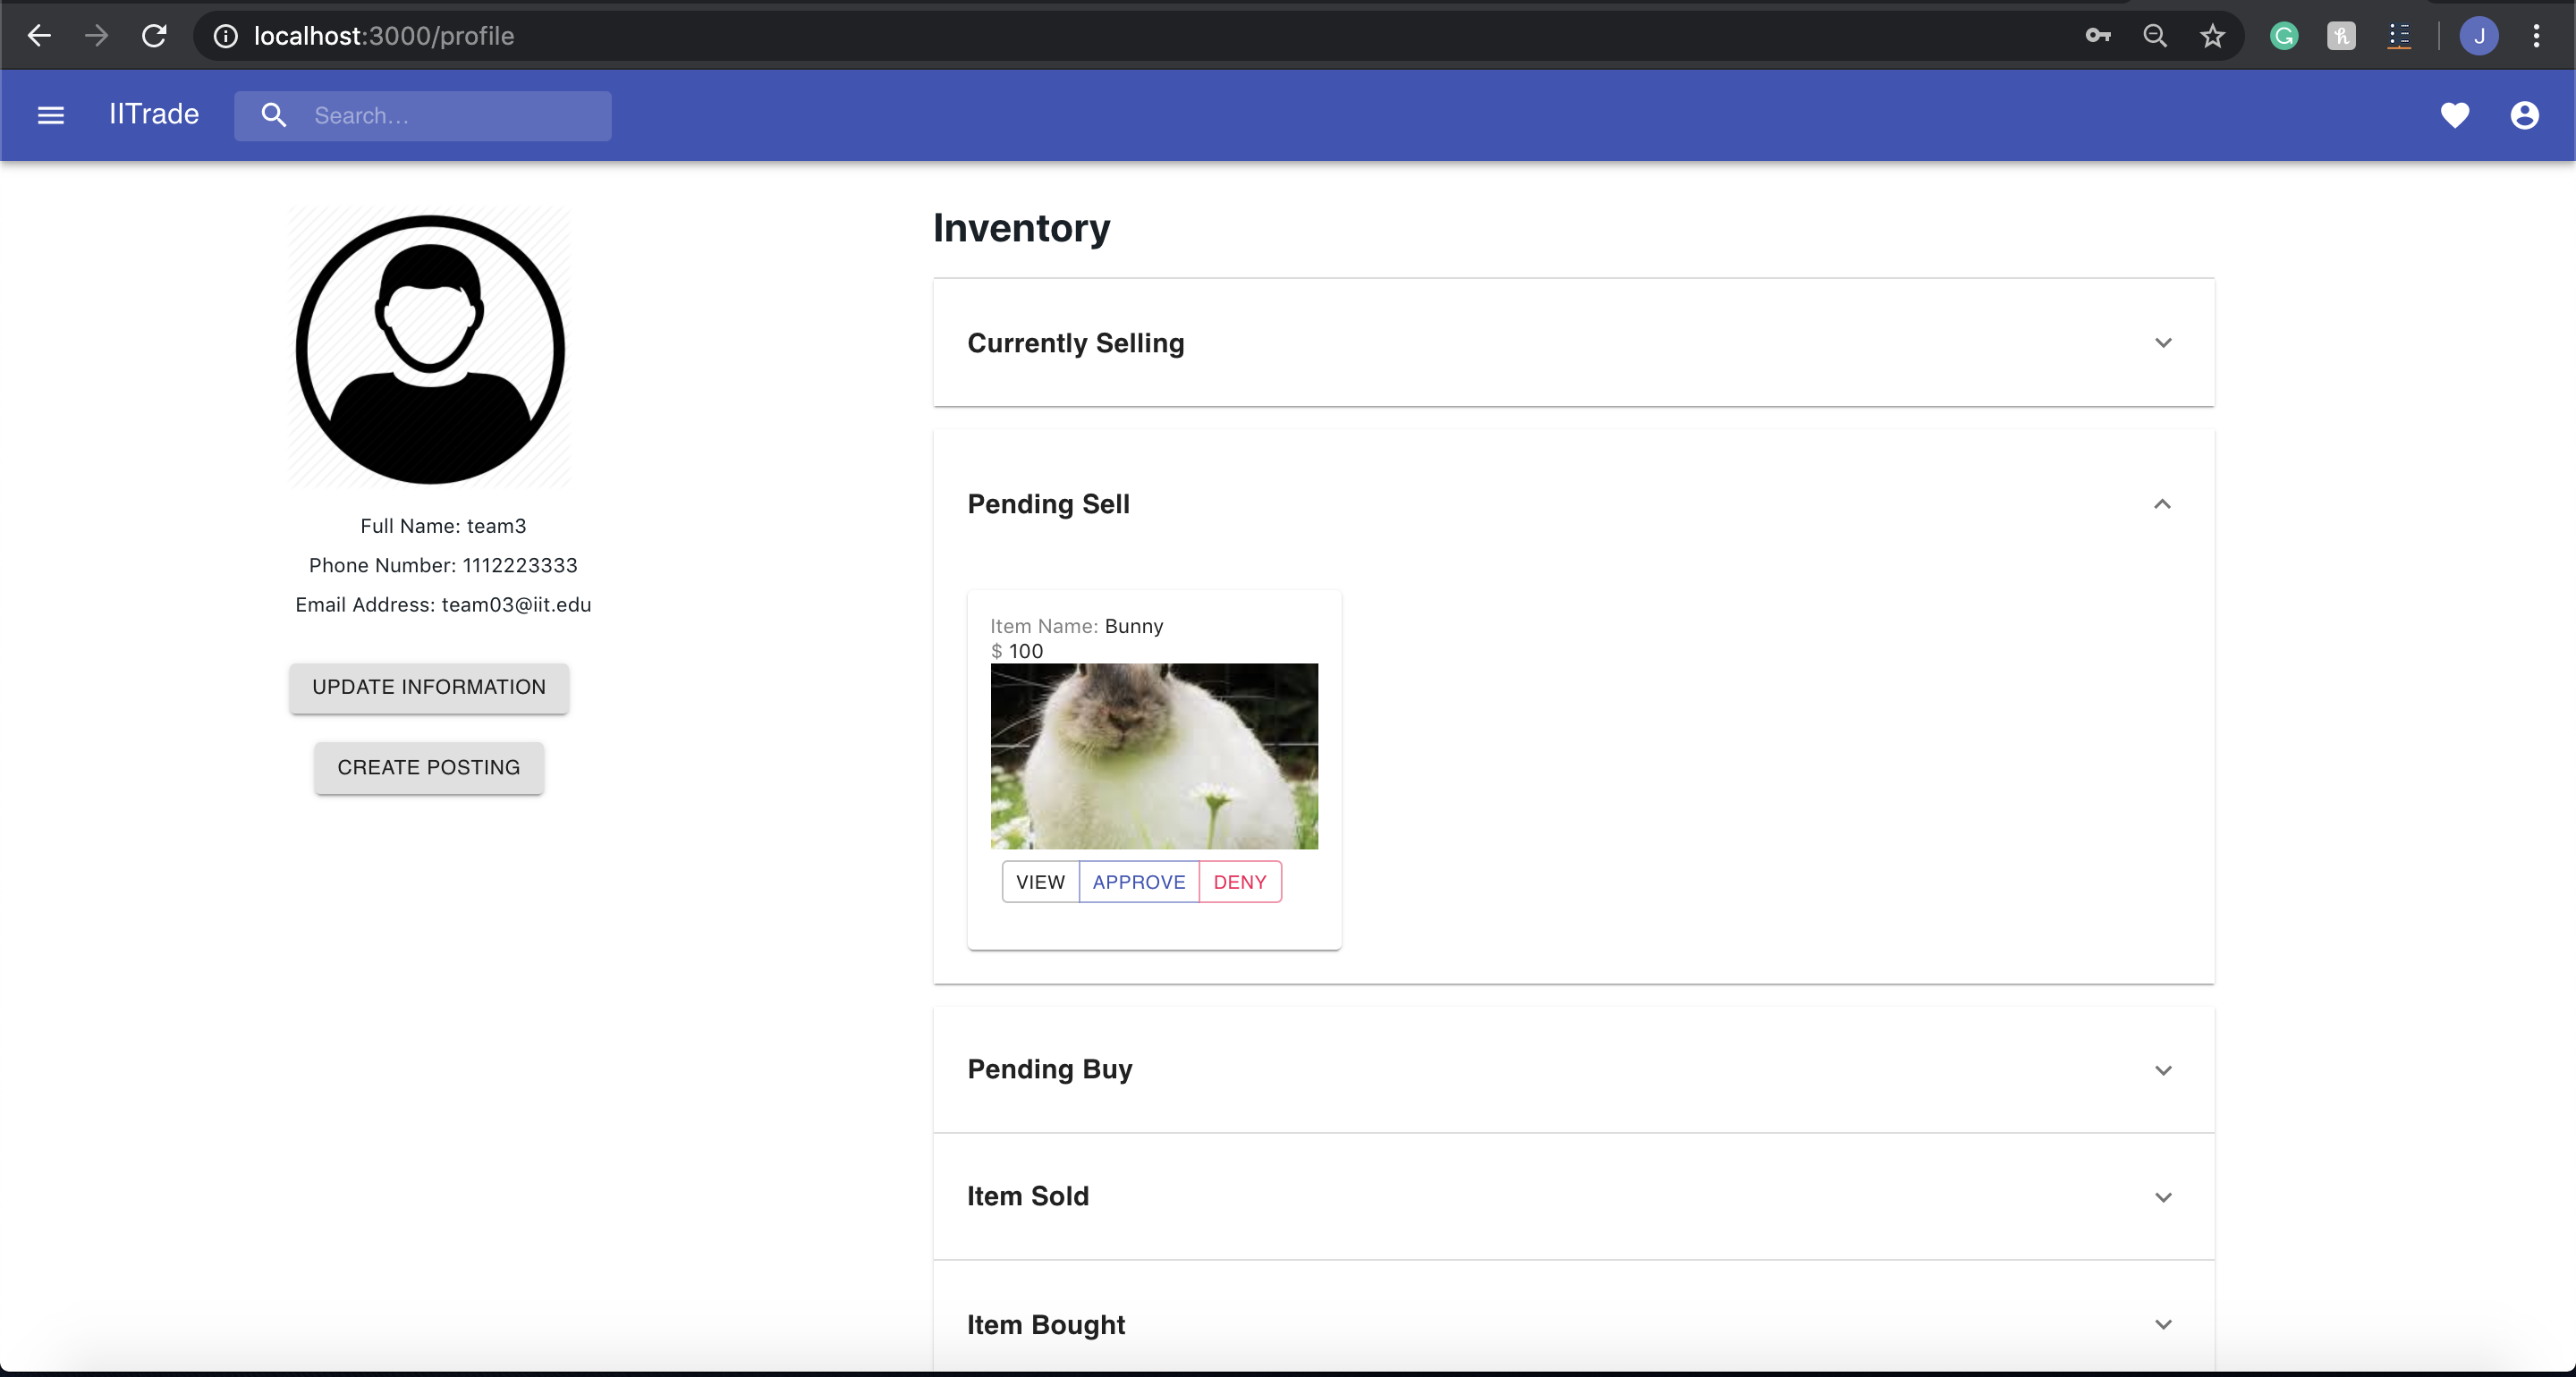 localhost:3000/profile
J
IITrade
Search...
Inventory
Currently Selling
Pending Sell
Full Name: team3
Phone Number: 1112223333
Email Address: team03@iit.edu
UPDATE INFORMATION
CREATE POSTING
Item Name: Bunny
$ 100
VIEW APPROVE DENY
Pending Buy
Item Sold
Item Bought